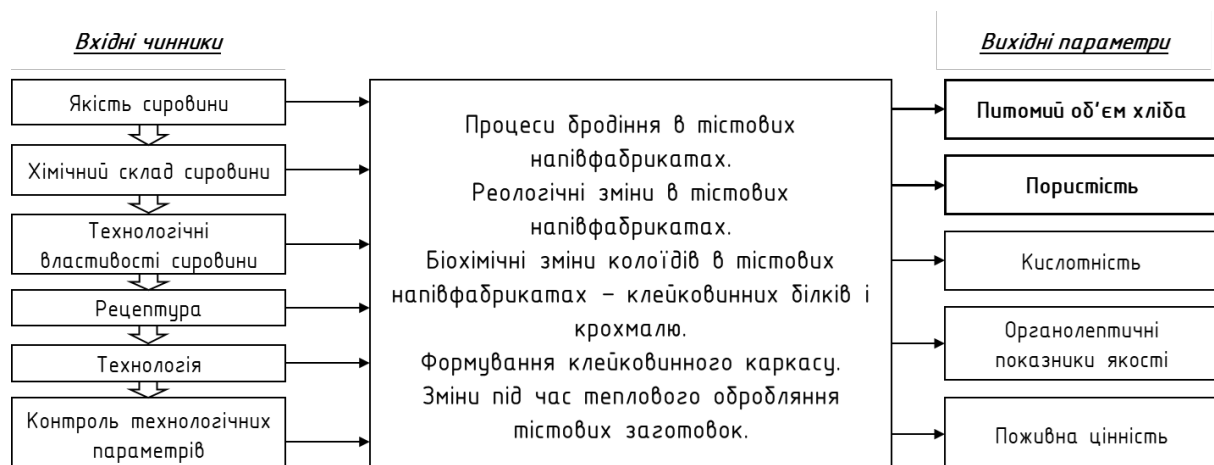 Вхідні чинники
Якість сировини
Хімічний склад сировини
Технологічні
властивості сировини
Рецептура
Технологія
Контроль технологічних
параметрів
Процеси бродіння в тістових
напівфабрикатах.
Реологічні зміни в тістових
напівфабрикатах.
Біохімічні зміни колоїдів в тістових
напівфабрикатах – клейковинних білків і
крохмалю.
Формування клейковинного каркасу.
Зміни під час теплового обробляння
тістових заготовок.
Вихідні параметри
Питомий об'єм хліба
Пористість
Кислотність
Органолептичні
показники якості
Поживна цінність